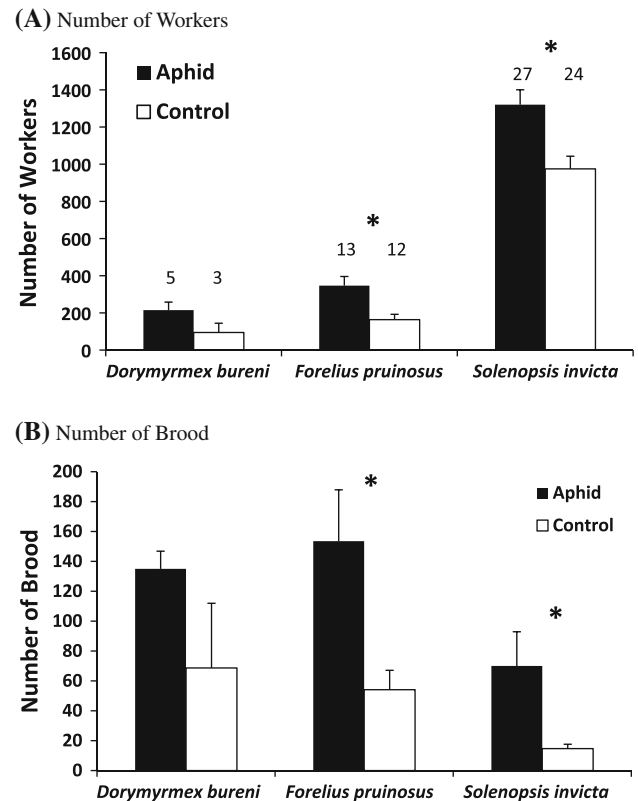 (A) Number of Workers
Number of Workers
1600
1400
1200
1000
800
600
400
200
0
Aphid
Control
5 3
*
13 12
*
27 24
Dorymyrmex bureni Forelius pruinosus Solenopsis invicta
(B) Number of Brood
Number of Brood
200
180
160
140
120
100
80
60
40
20
0
*
Aphid
Control
*
Dorymyrmex bureni Forelius pruinosus Solenopsis invicta